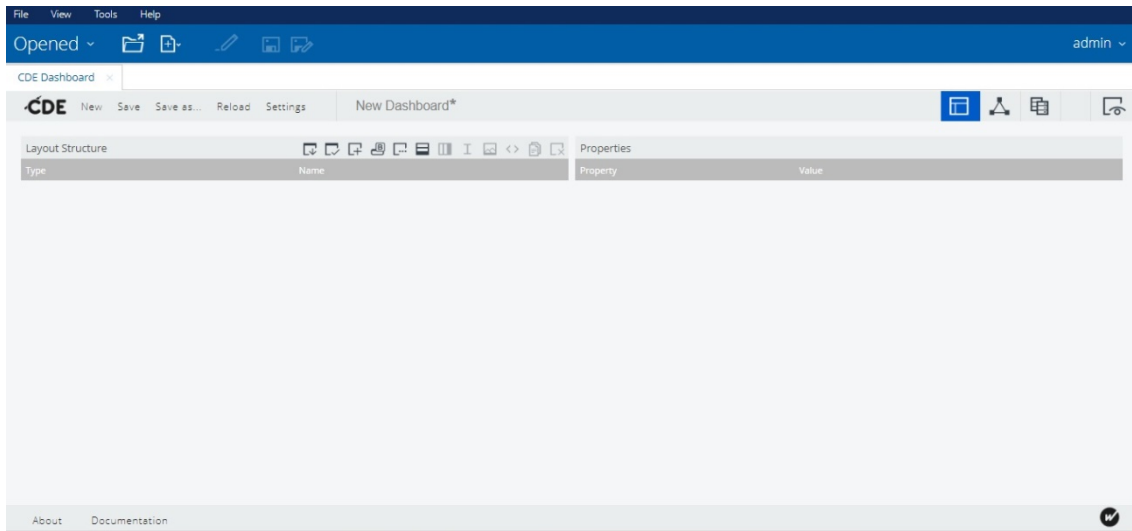 File View Tools Help
Opened admin
CDE Dashboard
CDE New Save Save as... Reload Settings New Dashboard*
Layout Structure Properties
Type Name Property Value
About Documentation